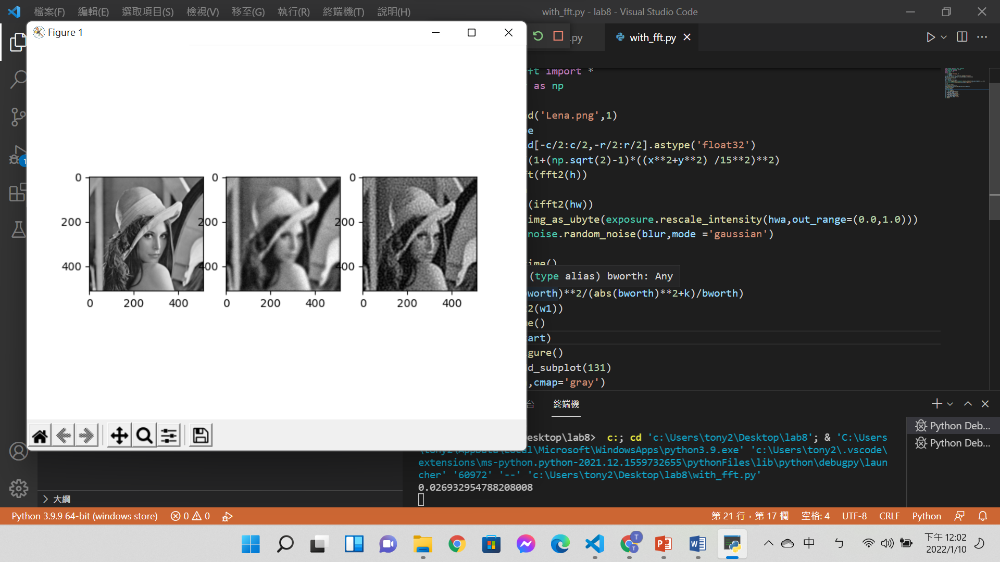 檔案(F) 編輯(E) 選取項目(S) 檢視(V) 移至(G) 執行(R) 終端機(T) 說明(H) with_fft.py - lab8 - Visual Studio Code
Figure 1
.py with_fft.py
ft import *
as np
d('Lena.png',1)
e
d[-c/2:c/2,-r/2:r/2].astype('float32')
(1+(np.sqrt(2)-1)*((x**2+y**2) /15**2)**2)
ft(fft2(h))
(ifft2(hw))
img_as_ubyte(exposure.rescale_intensity(hwa,out_range=(0.0,1.0)))
noise.random_noise(blur,mode ='gaussian')
ime()
(type alias) bworth: Any
worth)**2/(abs(bworth)**2+k)/bworth)
2(w1))
me()
art)
gure()
d_subplot(131)
,cmap='gray')
0 0 0
200 200 200
400 400 400
0 200 400 0 200 400 0 200 400
1
台 終端機
esktop\lab8> c:; cd 'c:\Users\tony2\Desktop\lab8'; & 'C:\Users
\tony2\AppData\Local\Microsoft\WindowsApps\python3.9.exe' 'c:\Users\tony2\.vscode\
extensions\ms-python.python-2021.12.1559732655\pythonFiles\lib\python\debugpy\laun
cher' '60972' '--' 'c:\Users\tony2\Desktop\lab8\with_fft.py'
0.026932954788208008
Python Deb...
Python Deb...
大綱
Python 3.9.9 64-bit (windows store) 0 0 第 21 行，第 17 欄 空格: 4 UTF-8 CRLF Python
T
T
P
W
中
ㄅ
下午 12:02
2022/1/10